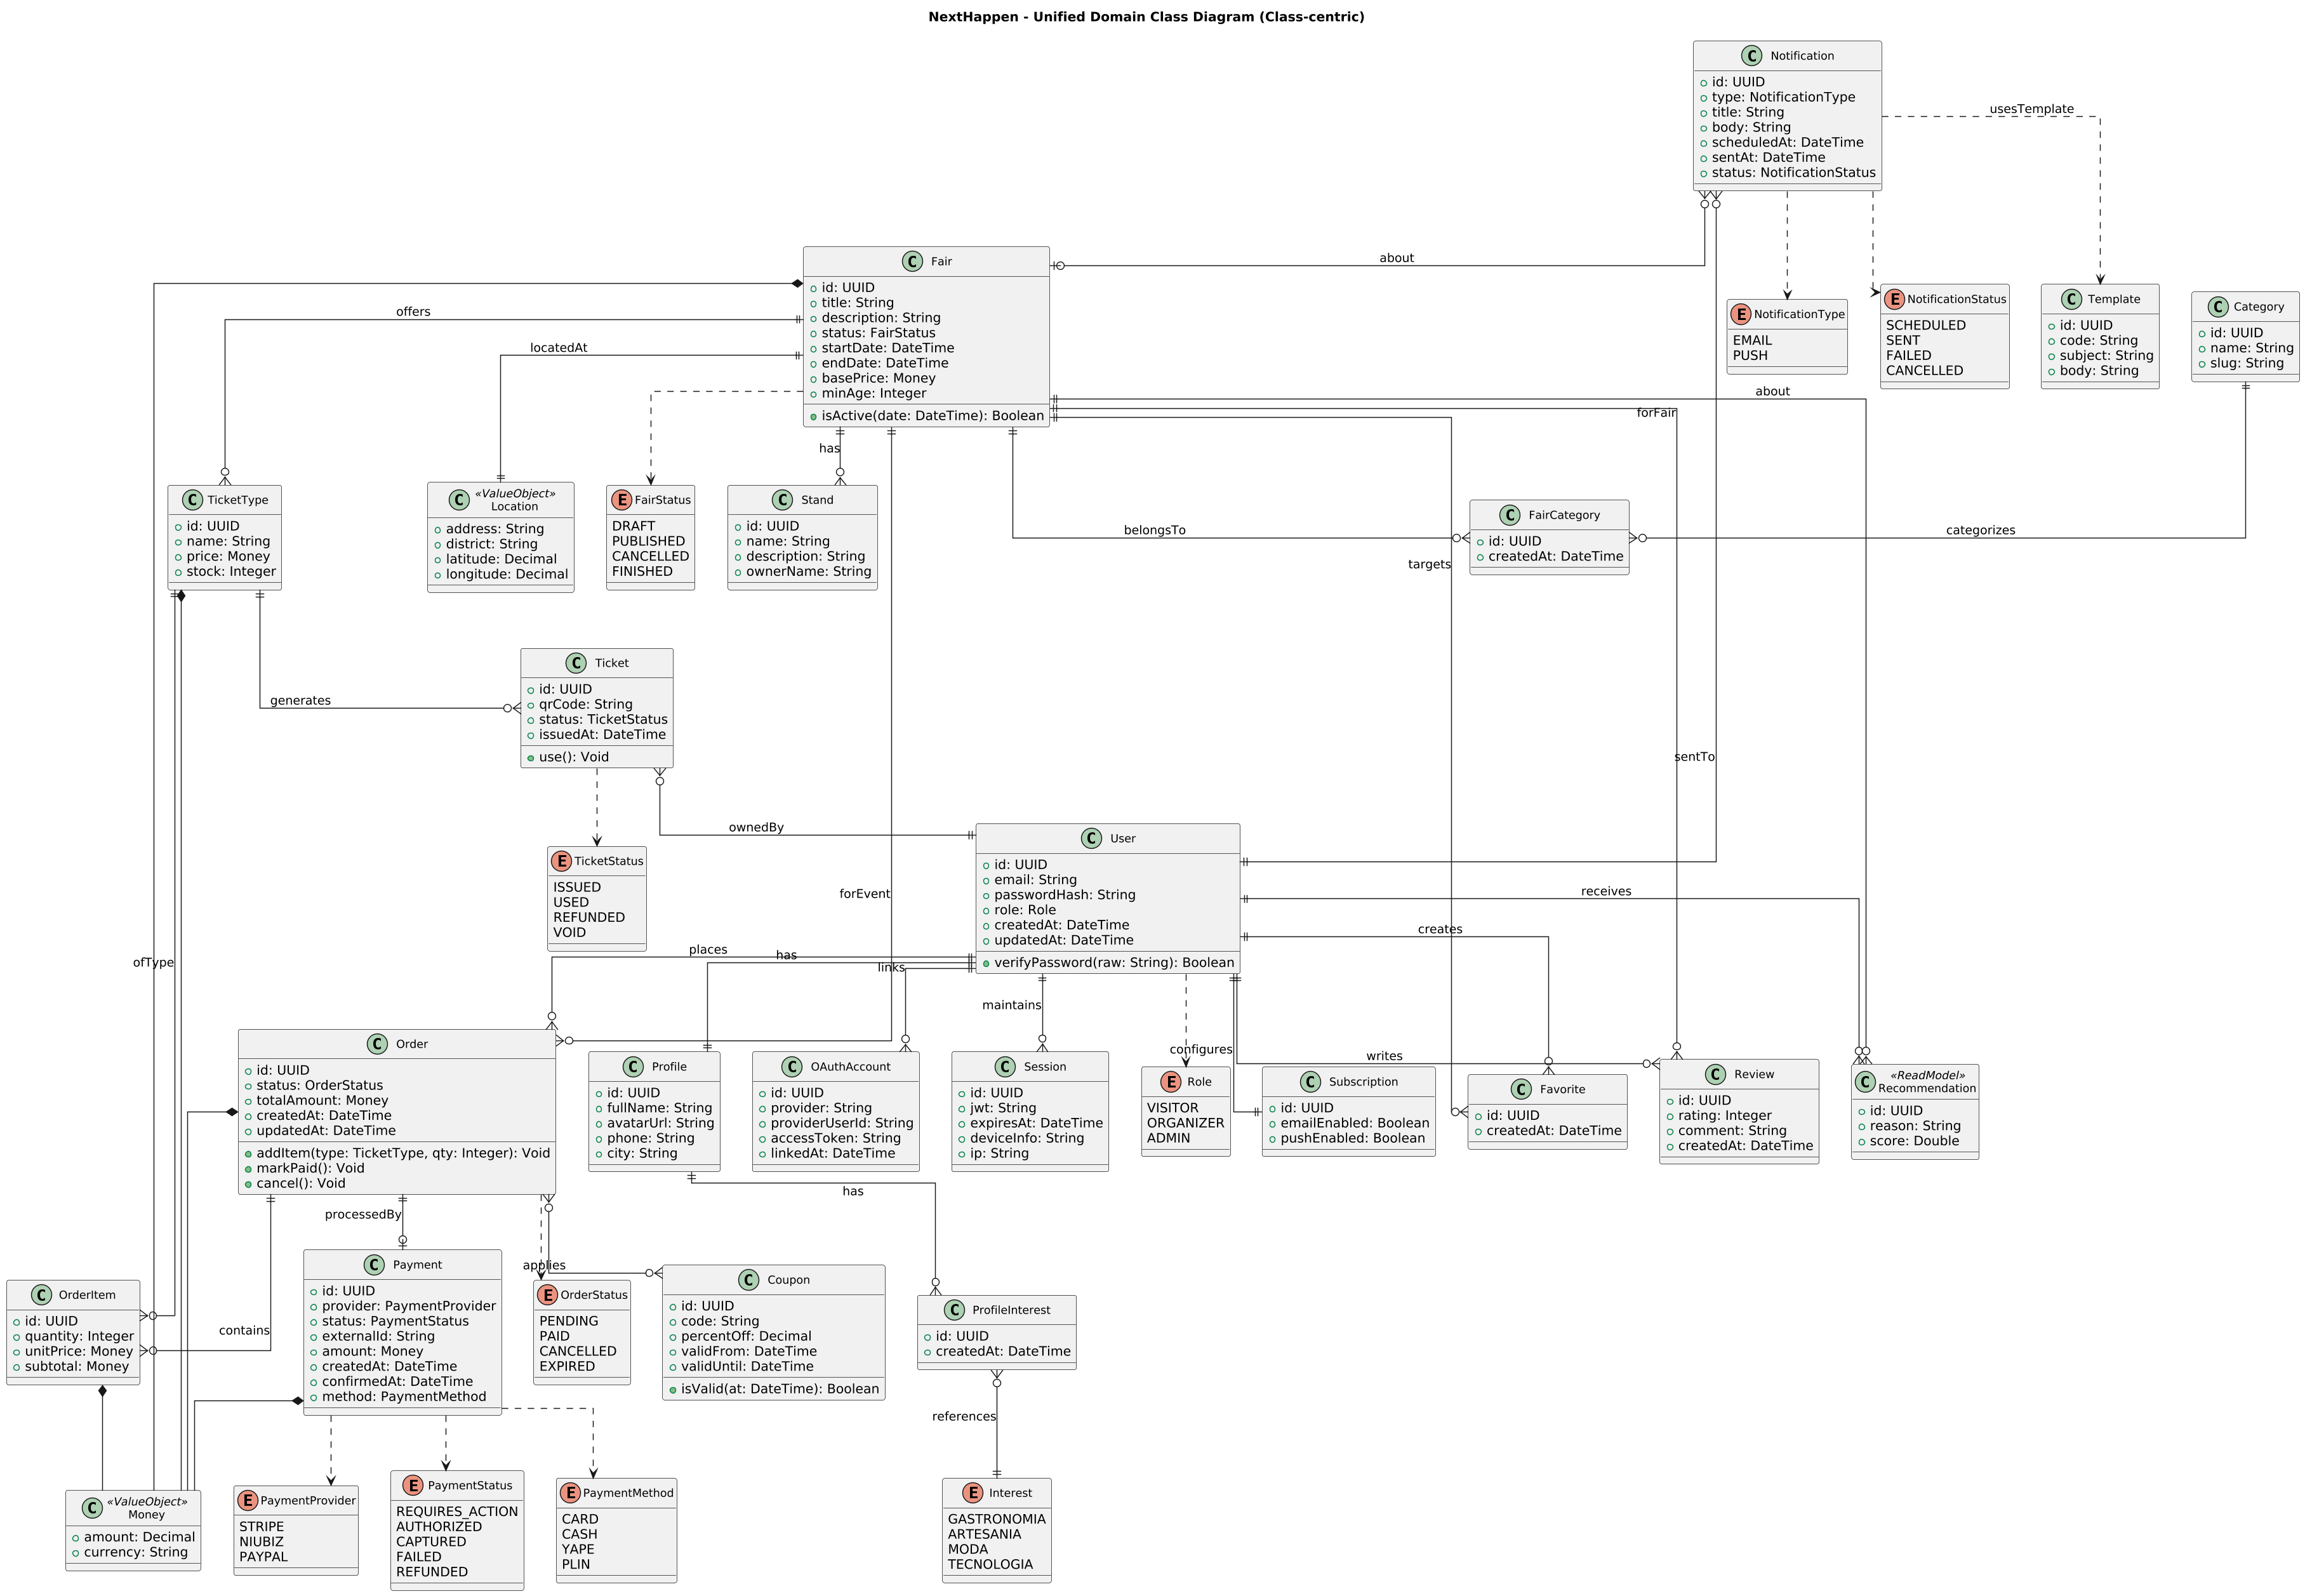 NextHappen - Unified Domain Class Diagram (Class-centric)
C Notification
id: UUID
type: NotificationType
title: String
body: String
scheduledAt: DateTime
sentAt: DateTime
status: NotificationStatus
usesTemplate
about
C Fair
id: UUID
title: String
description: String
status: FairStatus
startDate: DateTime
endDate: DateTime
basePrice: Money
minAge: Integer
isActive(date: DateTime): Boolean
offers
locatedAt
has
E NotificationType
EMAIL
PUSH
E NotificationStatus
SCHEDULED
SENT
FAILED
CANCELLED
C Template
id: UUID
code: String
subject: String
body: String
C Category
id: UUID
name: String
slug: String
about
forFair
C TicketType
id: UUID
name: String
price: Money
stock: Integer
C «ValueObject»
Location
address: String
district: String
latitude: Decimal
longitude: Decimal
E FairStatus
DRAFT
PUBLISHED
CANCELLED
FINISHED
C Stand
id: UUID
name: String
description: String
ownerName: String
belongsTo
C FairCategory
id: UUID
createdAt: DateTime
categorizes
targets
generates
C Ticket
id: UUID
qrCode: String
status: TicketStatus
issuedAt: DateTime
use(): Void
sentTo
ownedBy
E TicketStatus
ISSUED
USED
REFUNDED
VOID
forEvent
C User
id: UUID
email: String
passwordHash: String
role: Role
createdAt: DateTime
updatedAt: DateTime
verifyPassword(raw: String): Boolean
receives
creates
places
has
links
ofType
maintains
configures
writes
C Order
id: UUID
status: OrderStatus
totalAmount: Money
createdAt: DateTime
updatedAt: DateTime
addItem(type: TicketType, qty: Integer): Void
markPaid(): Void
cancel(): Void
C Profile
id: UUID
fullName: String
avatarUrl: String
phone: String
city: String
C OAuthAccount
id: UUID
provider: String
providerUserId: String
accessToken: String
linkedAt: DateTime
C Session
id: UUID
jwt: String
expiresAt: DateTime
deviceInfo: String
ip: String
E Role
VISITOR
ORGANIZER
ADMIN
C Subscription
id: UUID
emailEnabled: Boolean
pushEnabled: Boolean
C Favorite
id: UUID
createdAt: DateTime
C Review
id: UUID
rating: Integer
comment: String
createdAt: DateTime
C «ReadModel»
Recommendation
id: UUID
reason: String
score: Double
has
processedBy
applies
contains
C OrderItem
id: UUID
quantity: Integer
unitPrice: Money
subtotal: Money
C Payment
id: UUID
provider: PaymentProvider
status: PaymentStatus
externalId: String
amount: Money
createdAt: DateTime
confirmedAt: DateTime
method: PaymentMethod
E OrderStatus
PENDING
PAID
CANCELLED
EXPIRED
C Coupon
id: UUID
code: String
percentOff: Decimal
validFrom: DateTime
validUntil: DateTime
isValid(at: DateTime): Boolean
C ProfileInterest
id: UUID
createdAt: DateTime
references
C «ValueObject»
Money
amount: Decimal
currency: String
E PaymentProvider
STRIPE
NIUBIZ
PAYPAL
E PaymentStatus
REQUIRES_ACTION
AUTHORIZED
CAPTURED
FAILED
REFUNDED
E PaymentMethod
CARD
CASH
YAPE
PLIN
E Interest
GASTRONOMIA
ARTESANIA
MODA
TECNOLOGIA